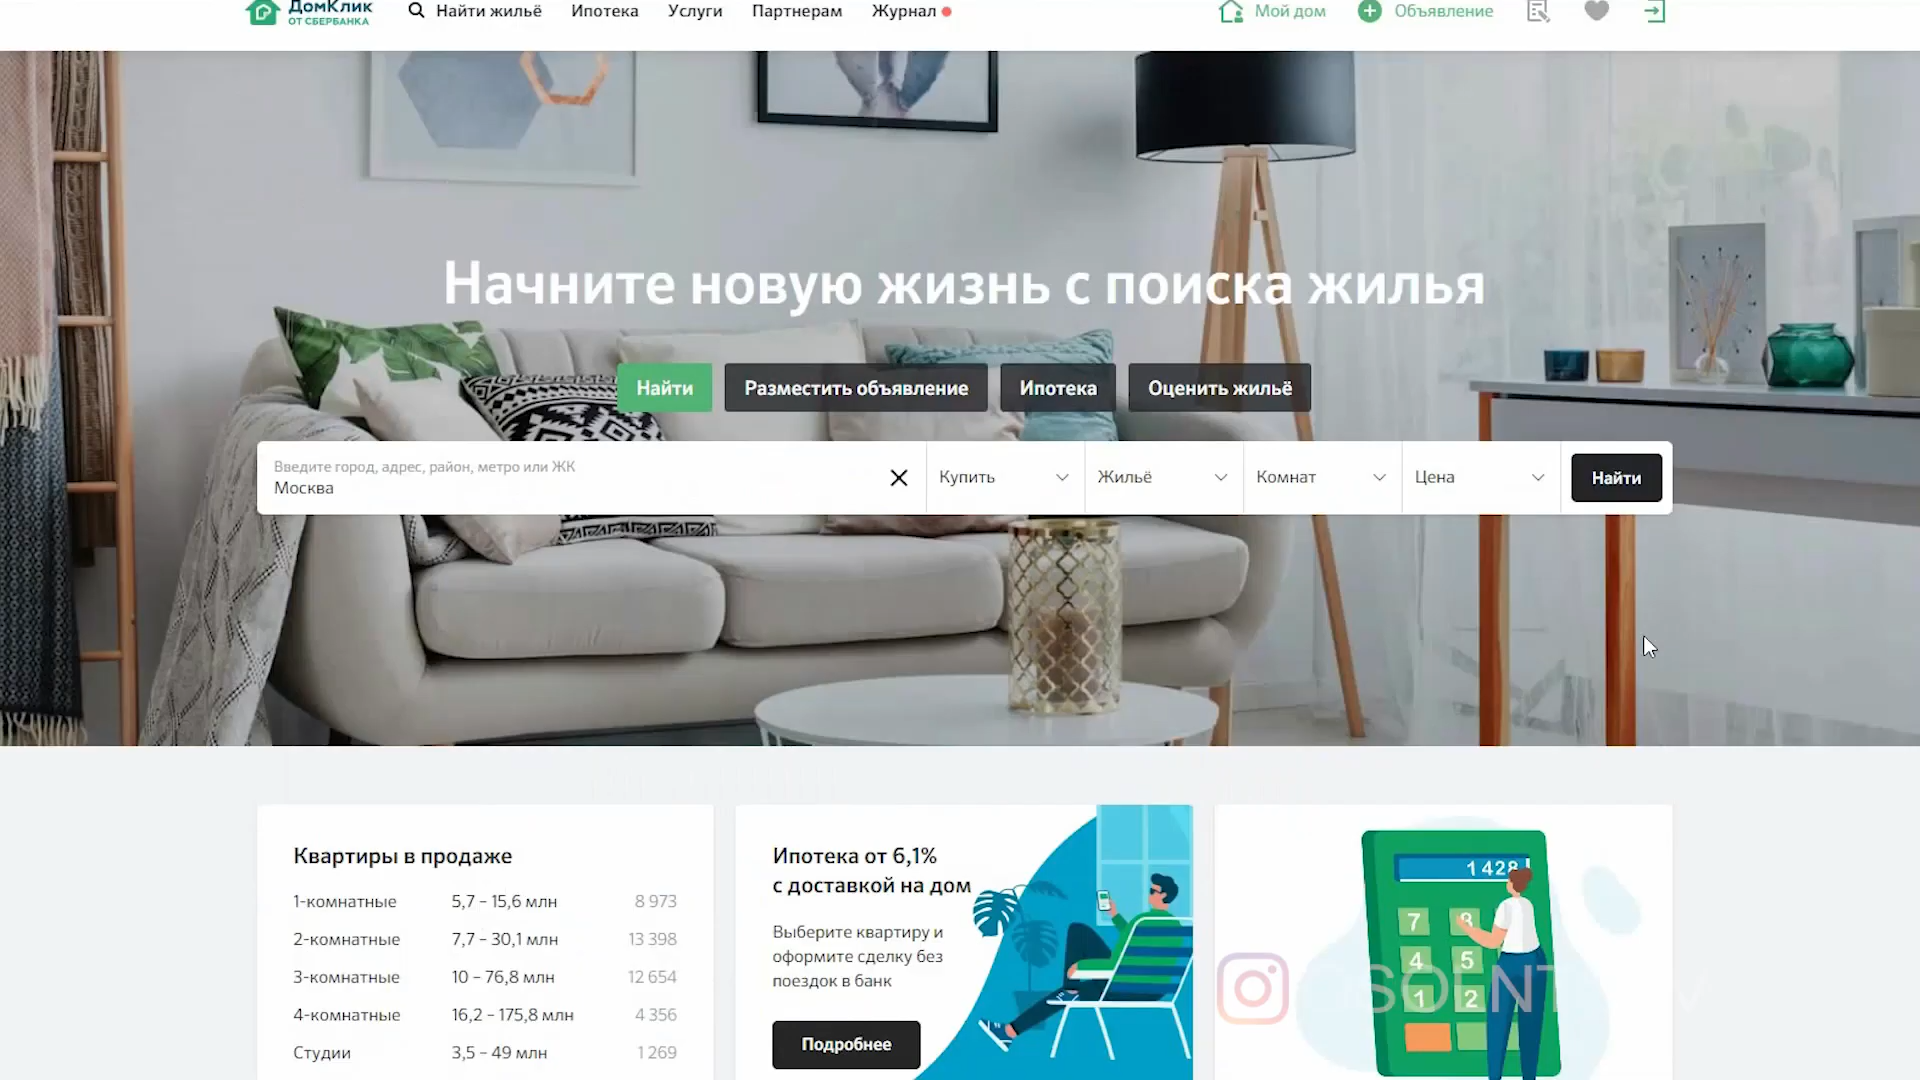 ДомКлик
ОТ СБЕРБАНКА
Найти жильё
Ипотека
Услуги
Партнерам
Журнал
Мой дом
Объявление
Начните новую жизнь с поиска жилья
Найти
Разместить объявление
Ипотека
Оценить жильё
Введите город, адрес, район, метро или ЖК
Москва
Купить
Жильё
Комнат
Цена
Найти
Квартиры в продаже
1-комнатные 5,7 – 15,6 млн 8 973
2-комнатные 7,7 – 30,1 млн 13 398
3-комнатные 10 – 76,8 млн 12 654
4-комнатные 16,2 – 175,8 млн 4 356
Студии 3,5 – 49 млн 1 269
Ипотека от 6,1%
с доставкой на дом
Выберите квартиру и
оформите сделку без
поездок в банк
Подробнее
1 428
7 8
4 5
1 2